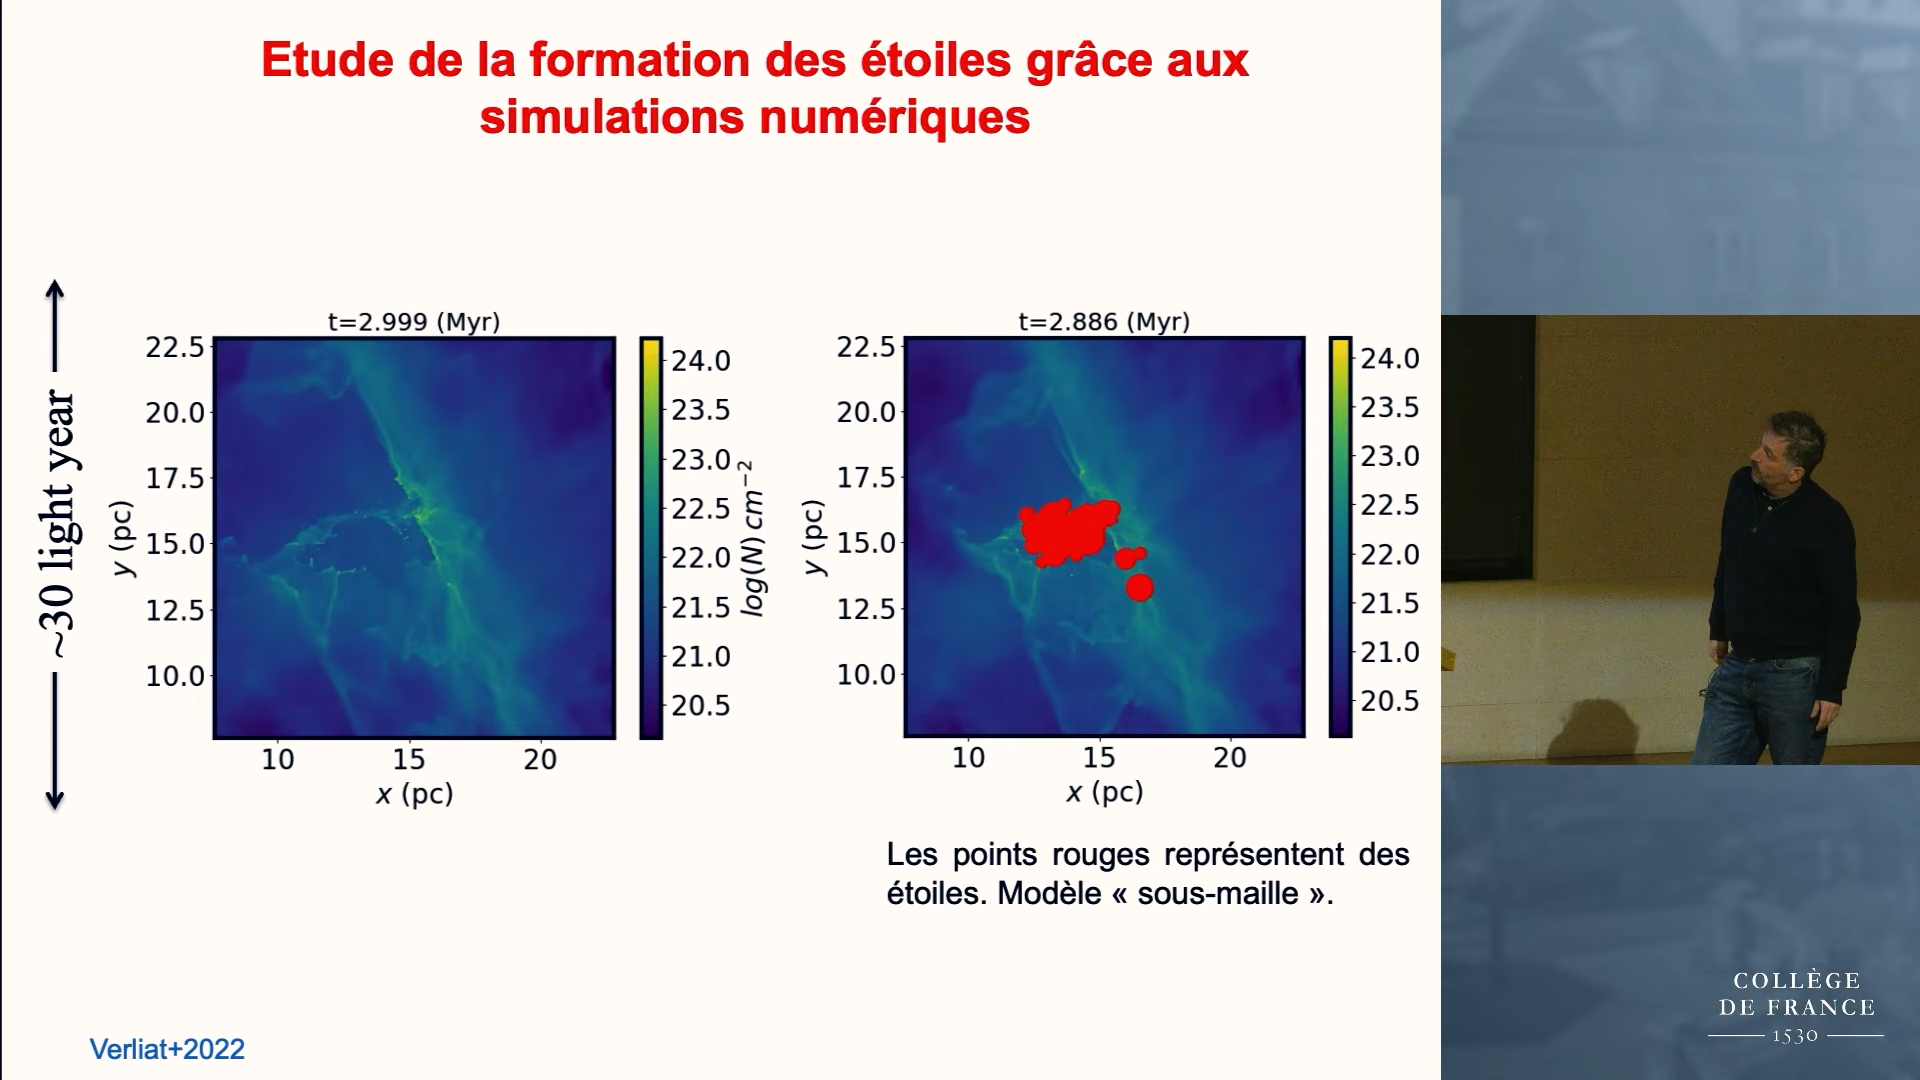 Etude de la formation des étoiles grâce aux
simulations numériques
~30 light year
t=2.999 (Myr)
22.5
20.0
17.5
15.0
12.5
10.0
y (pc)
10 15 20
x (pc)
24.0
23.5
23.0
22.5
22.0
21.5
21.0
20.5
log(N) cm⁻²
t=2.886 (Myr)
22.5
20.0
17.5
15.0
12.5
10.0
y (pc)
10 15 20
x (pc)
24.0
23.5
23.0
22.5
22.0
21.5
21.0
20.5
Les points rouges représentent des
étoiles. Modèle « sous-maille ».
Verliat+2022
COLLÈGE
DE FRANCE
1530